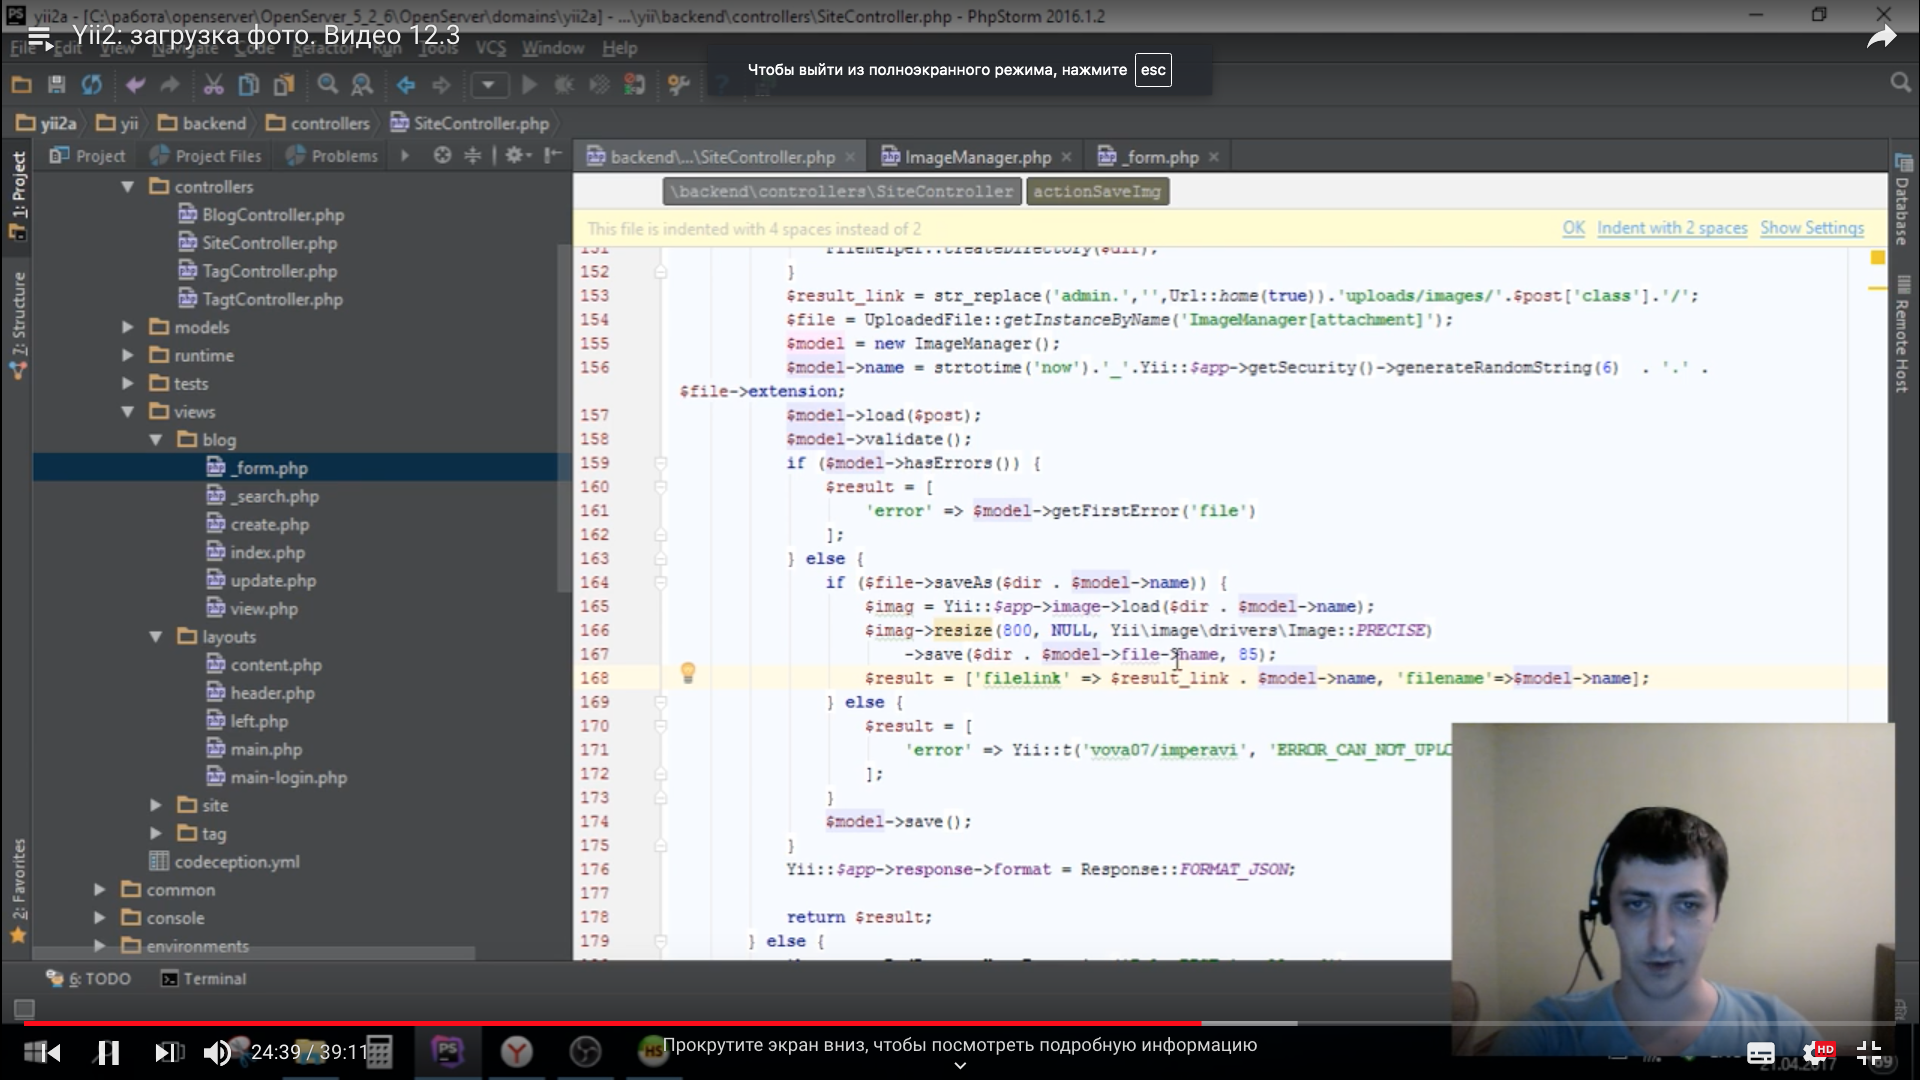 yii2a - [C:\работа\openserver\OpenServer_5_2_6\OpenServer\domains\yii2a] - ...\yii\backend\controllers\SiteController.php - PhpStorm 2016.1.2
Yii2: загрузка фото. Видео 12.3
File Edit View Navigate Code Refactor Run Tools VCS Window Help
Чтобы выйти из полноэкранного режима, нажмите esc
yii2a yii backend controllers SiteController.php
Project Project Files Problems
backend\...\SiteController.php ImageManager.php _form.php
\backend\controllers\SiteController actionSaveImg
This file is indented with 4 spaces instead of 2 OK Indent with 2 spaces Show Settings
1: Project
7: Structure
2: Favorites
Database
Remote Host
controllers
BlogController.php
SiteController.php
TagController.php
TagtController.php
models
runtime
tests
views
blog
_form.php
_search.php
create.php
index.php
update.php
view.php
layouts
content.php
header.php
left.php
main.php
main-login.php
site
tag
codeception.yml
common
console
environments
151 FileHelper::createDirectory($dir);
152 }
153 $result_link = str_replace('admin.','',Url::home(true)).'uploads/images/'.$post['class'].'/';
154 $file = UploadedFile::getInstanceByName('ImageManager[attachment]');
155 $model = new ImageManager();
156 $model->name = strtotime('now').'_'.Yii::$app->getSecurity()->generateRandomString(6) . '.' .
$file->extension;
157 $model->load($post);
158 $model->validate();
159 if ($model->hasErrors()) {
160 $result = [
161 'error' => $model->getFirstError('file')
162 ];
163 } else {
164 if ($file->saveAs($dir . $model->name)) {
165 $imag = Yii::$app->image->load($dir . $model->name);
166 $imag->resize(800, NULL, Yii\image\drivers\Image::PRECISE)
167 ->save($dir . $model->file->name, 85);
168 $result = ['filelink' => $result_link . $model->name, 'filename'=>$model->name];
169 } else {
170 $result = [
171 'error' => Yii::t('vova07/imperavi', 'ERROR_CAN_NOT_UPLO
172 ];
173 }
174 $model->save();
175 }
176 Yii::$app->response->format = Response::FORMAT_JSON;
177
178 return $result;
179 } else {
6: TODO Terminal
24:39 / 39:11
Прокрутите экран вниз, чтобы посмотреть подробную информацию
HD
21.04.2017